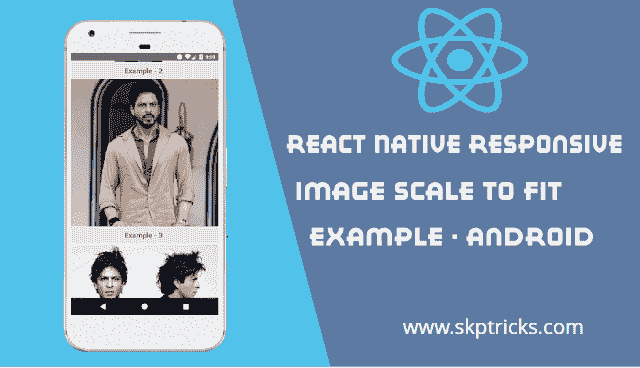 Example - 2
Example - 3
REACT NATIVE RESPONSIVE
IMAGE SCALE TO FIT
EXAMPLE - ANDROID
www.skptricks.com